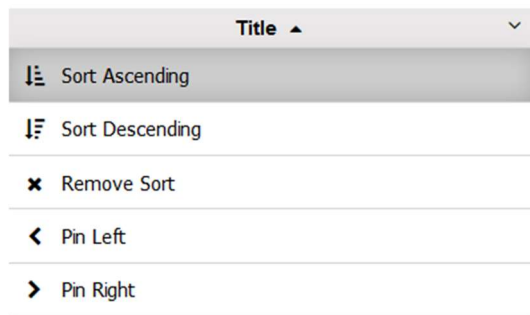 Title
Sort Ascending
Sort Descending
Remove Sort
Pin Left
Pin Right